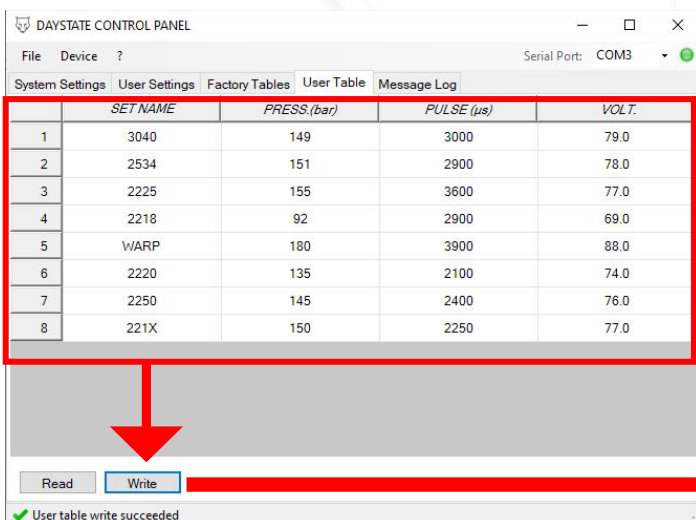 DAYSTATE CONTROL PANEL
File Device ? Serial Port: COM3
System Settings User Settings Factory Tables User Table Message Log
SET NAME PRESS.(bar) PULSE (µs) VOLT.
1 3040 149 3000 79.0
2 2534 151 2900 78.0
3 2225 155 3600 77.0
4 2218 92 2900 69.0
5 WARP 180 3900 88.0
6 2220 135 2100 74.0
7 2250 145 2400 76.0
8 221X 150 2250 77.0
Read Write
User table write succeeded